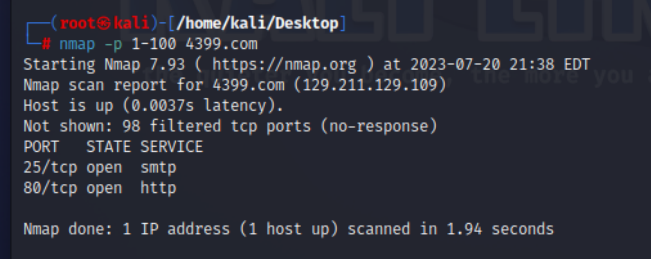 ┌──(root㉿kali)-[/home/kali/Desktop]
└─# nmap -p 1-100 4399.com
Starting Nmap 7.93 ( https://nmap.org ) at 2023-07-20 21:38 EDT
Nmap scan report for 4399.com (129.211.129.109)
Host is up (0.0037s latency).
Not shown: 98 filtered tcp ports (no-response)
PORT   STATE SERVICE
25/tcp open  smtp
80/tcp open  http
Nmap done: 1 IP address (1 host up) scanned in 1.94 seconds